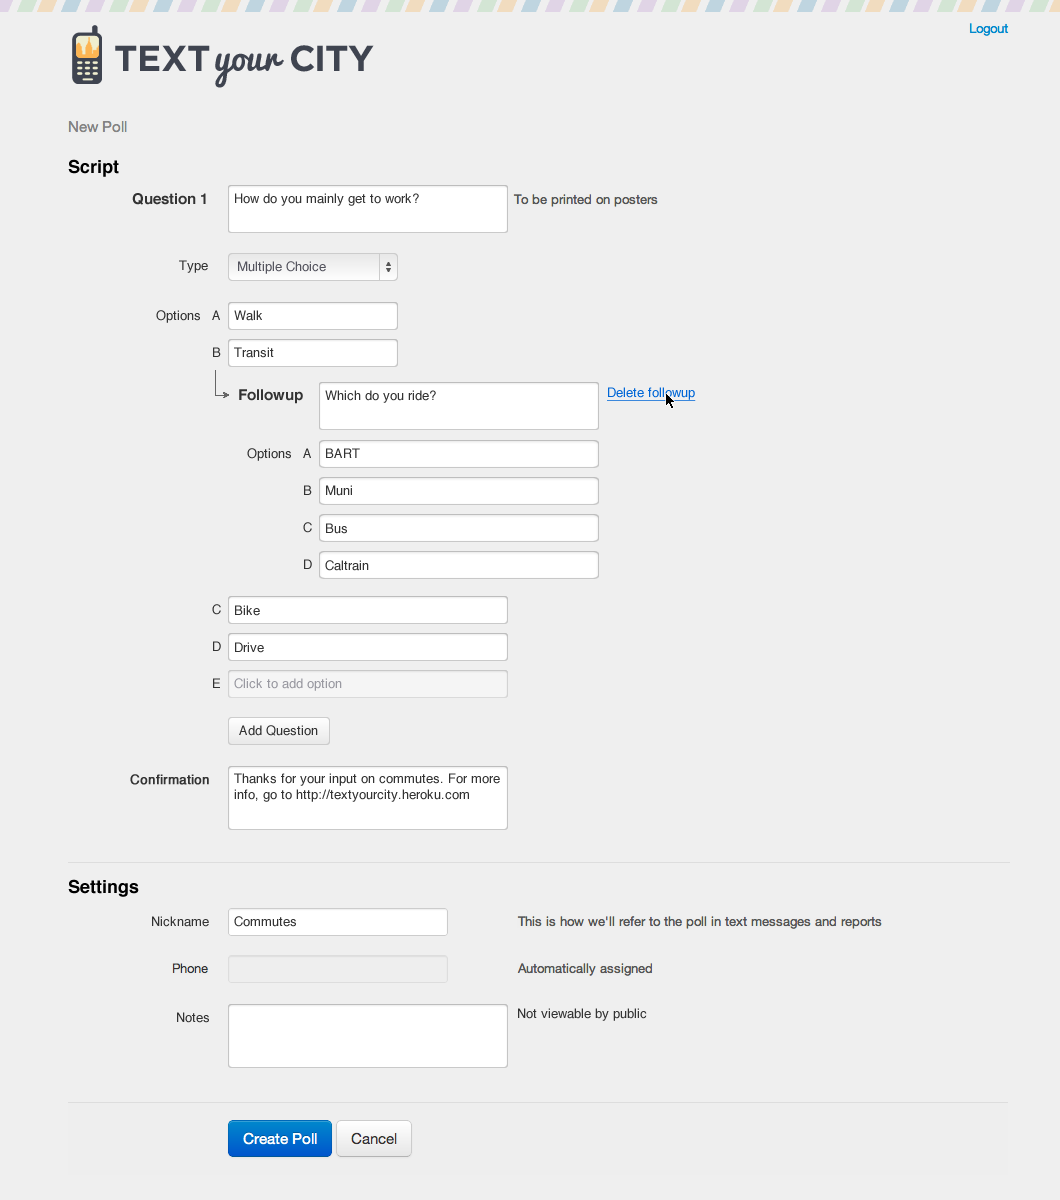 Logout
TEXT your CITY
New Poll
Script
Question 1 How do you mainly get to work? To be printed on posters
Type Multiple Choice
Options A Walk
B Transit
Followup Which do you ride? Delete followup
Options A BART
B Muni
C Bus
D Caltrain
C Bike
D Drive
E Click to add option
Add Question
Confirmation Thanks for your input on commutes. For more
info, go to http://textyourcity.heroku.com
Settings
Nickname Commutes This is how we'll refer to the poll in text messages and reports
Phone Automatically assigned
Notes Not viewable by public
Create Poll Cancel